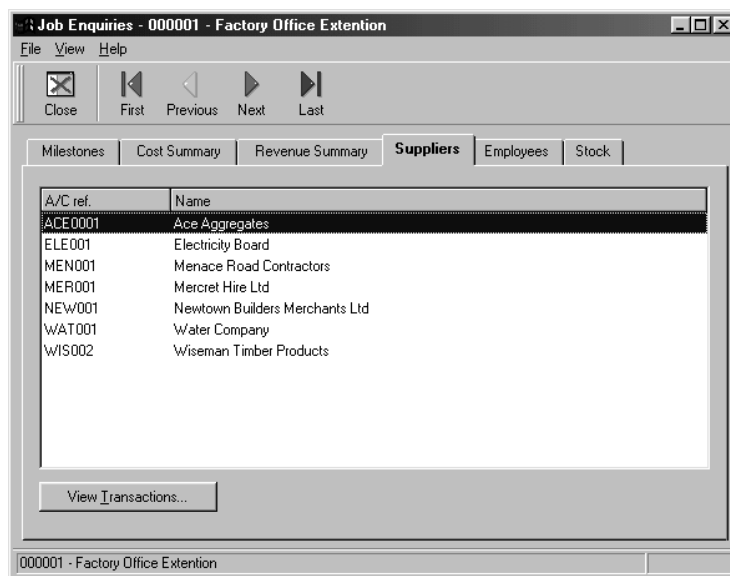 Job Enquiries - 000001 - Factory Office Extention
File View Help
Close First Previous Next Last
Milestones Cost Summary Revenue Summary Suppliers Employees Stock
A/C ref. Name
ACE0001 Ace Aggregates
ELE001 Electricity Board
MEN001 Menace Road Contractors
MER001 Mercret Hire Ltd
NEW001 Newtown Builders Merchants Ltd
WAT001 Water Company
WIS002 Wiseman Timber Products
View Transactions...
000001 - Factory Office Extention